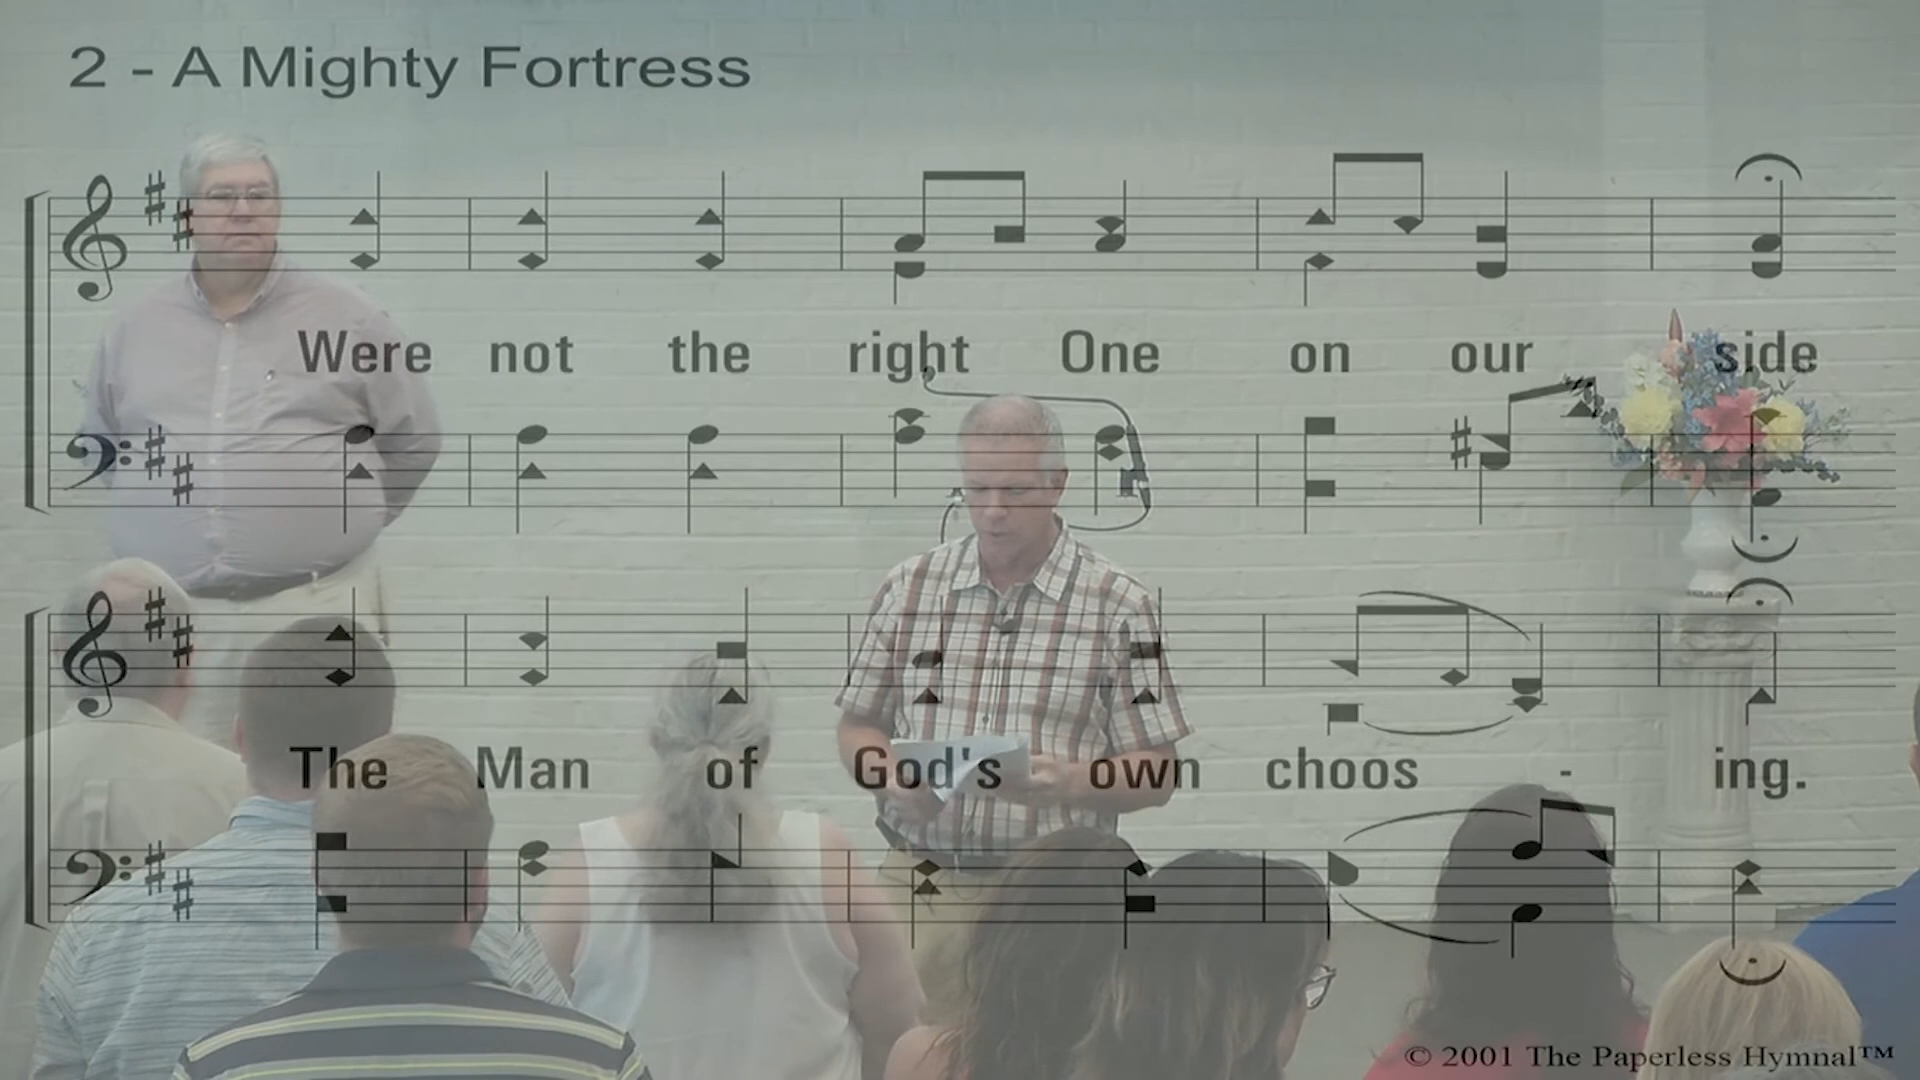 2 - A Mighty Fortress
Were not the right One on our side
The Man of God's own choos - ing.
© 2001 The Paperless Hymnal™